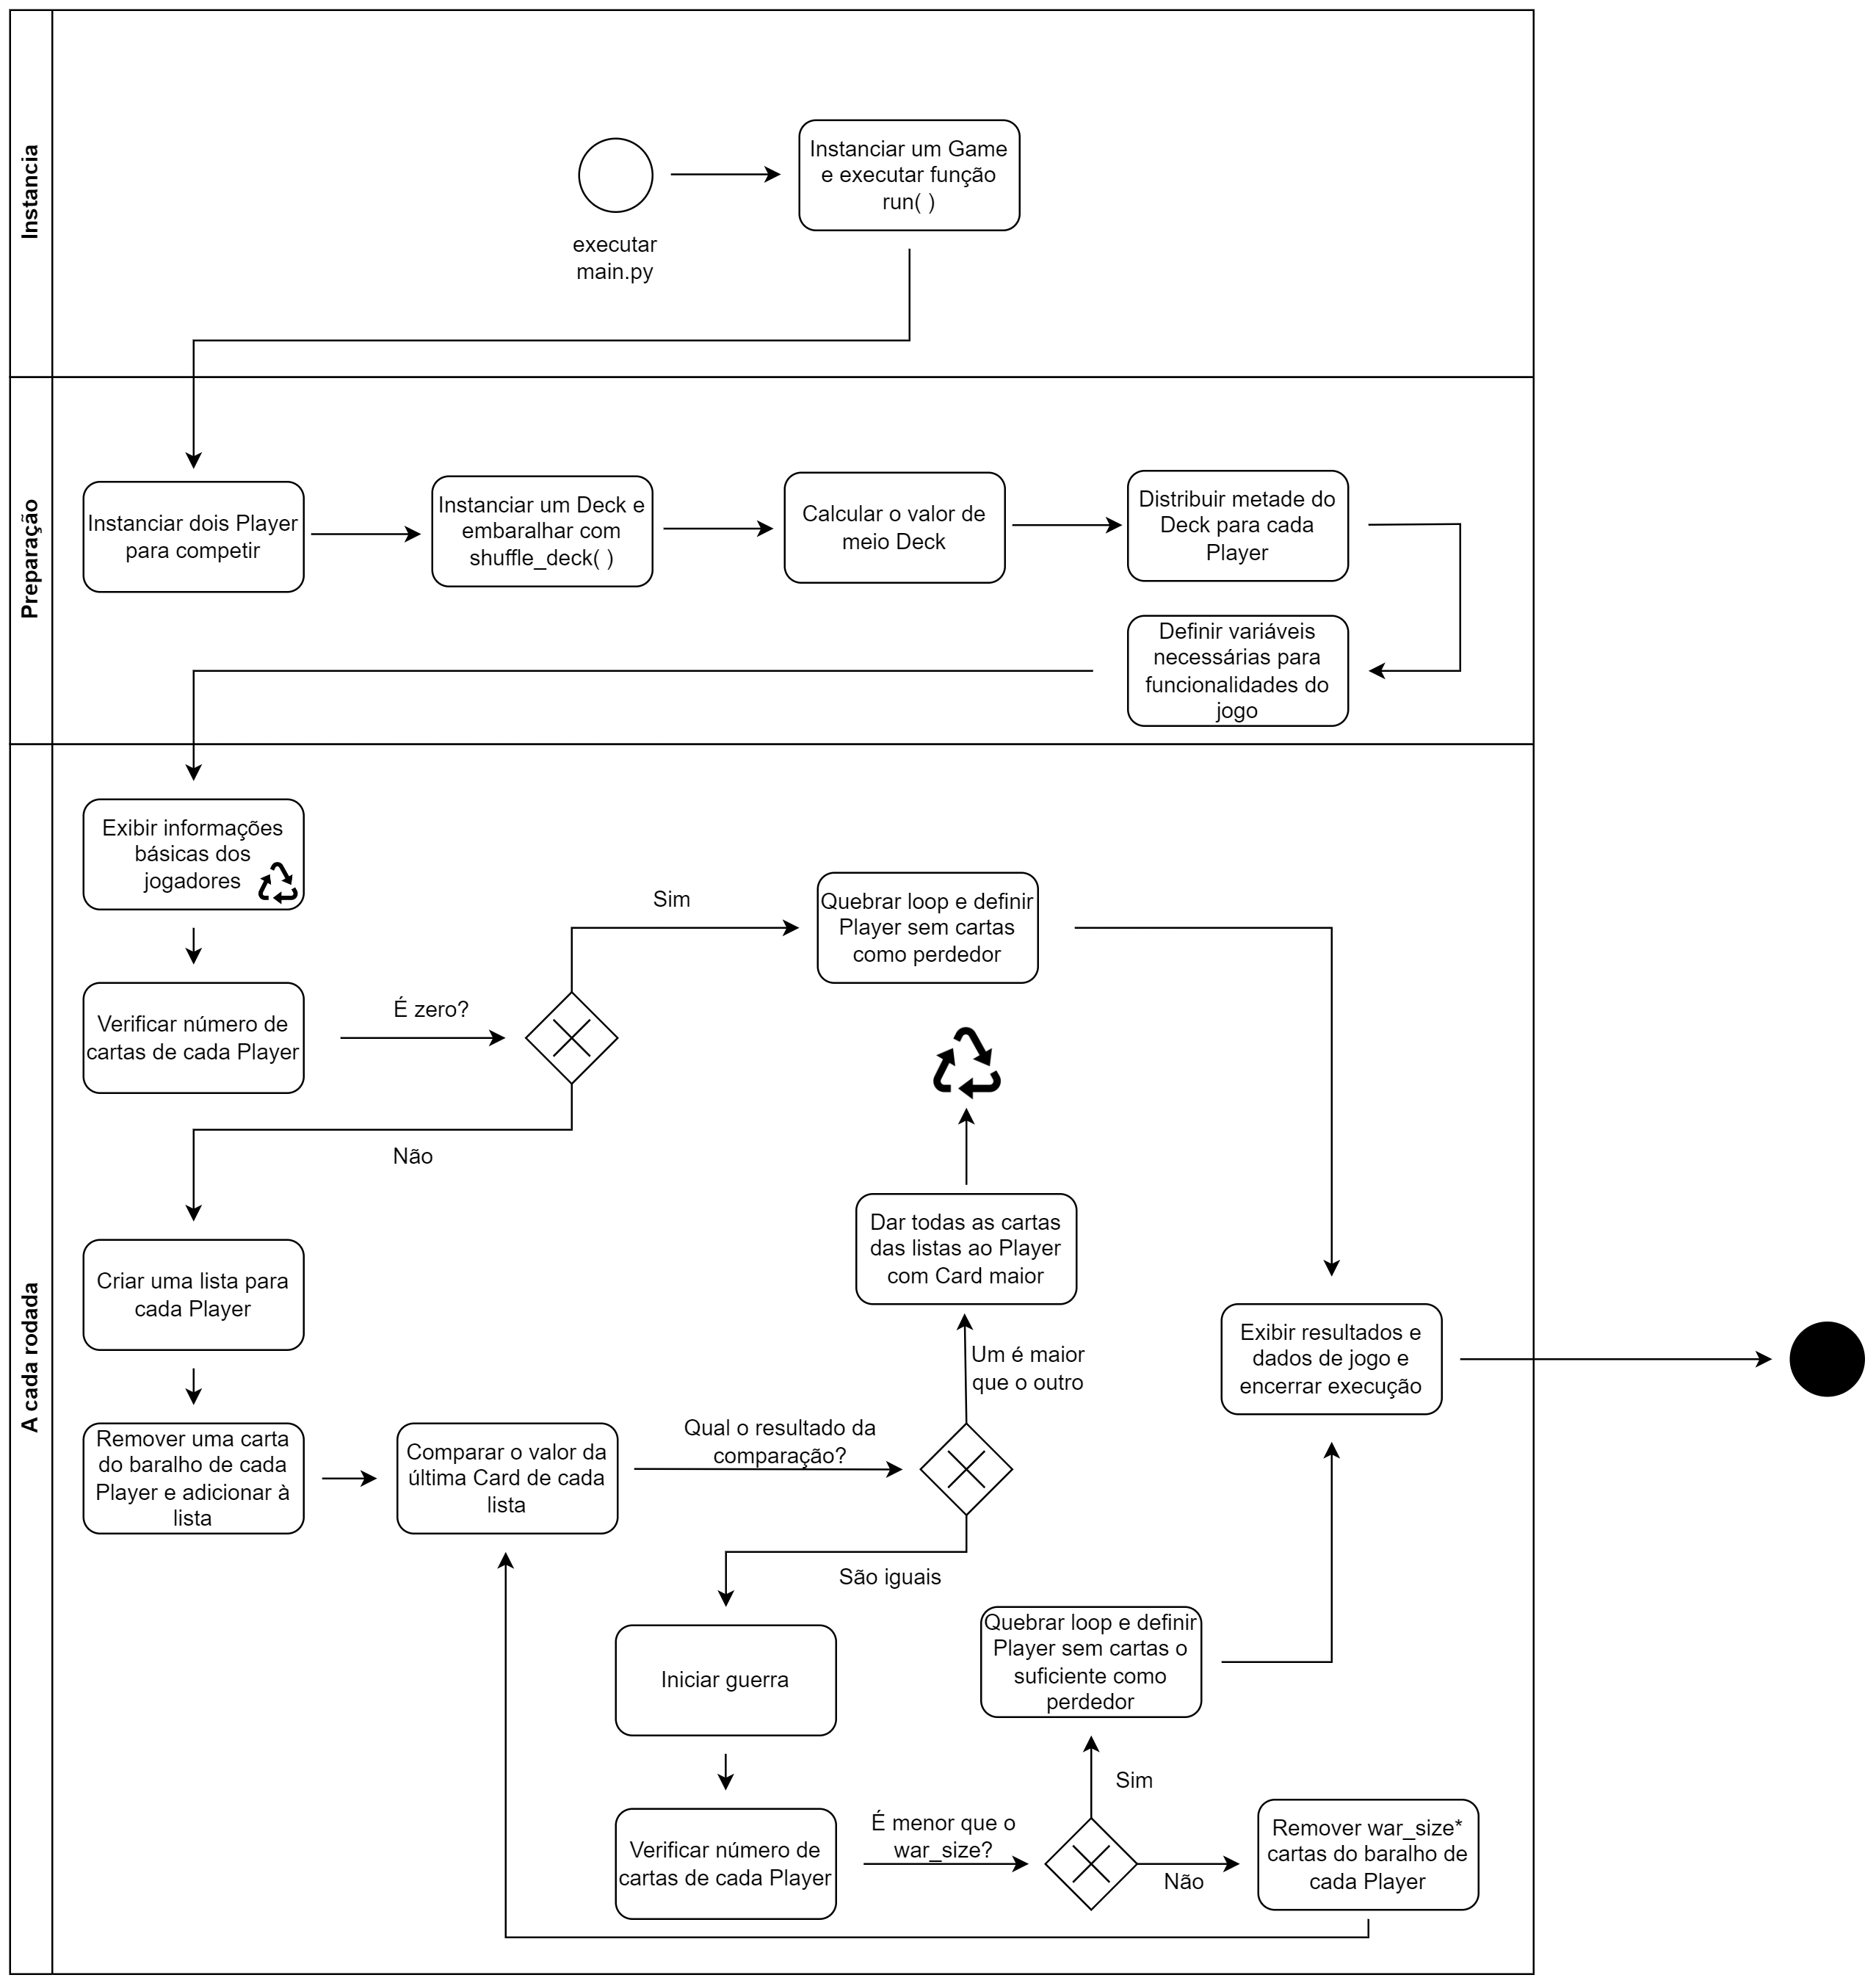 Instancia
executar
main.py
Instanciar um Game
e executar função
run( )
Preparação
Instanciar dois Player
para competir
Instanciar um Deck e
embaralhar com
shuffle_deck( )
Calcular o valor de
meio Deck
Distribuir metade do
Deck para cada
Player
Definir variáveis
necessárias para
funcionalidades do
jogo
A cada rodada
Exibir informações
básicas dos
jogadores
Verificar número de
cartas de cada Player
É zero?
Sim
Quebrar loop e definir
Player sem cartas
como perdedor
Não
Criar uma lista para
cada Player
Remover uma carta
do baralho de cada
Player e adicionar à
lista
Comparar o valor da
última Card de cada
lista
Qual o resultado da
comparação?
Um é maior
que o outro
Dar todas as cartas
das listas ao Player
com Card maior
Exibir resultados e
dados de jogo e
encerrar execução
São iguais
Iniciar guerra
Verificar número de
cartas de cada Player
É menor que o
war_size?
Sim
Quebrar loop e definir
Player sem cartas o
suficiente como
perdedor
Não
Remover war_size*
cartas do baralho de
cada Player